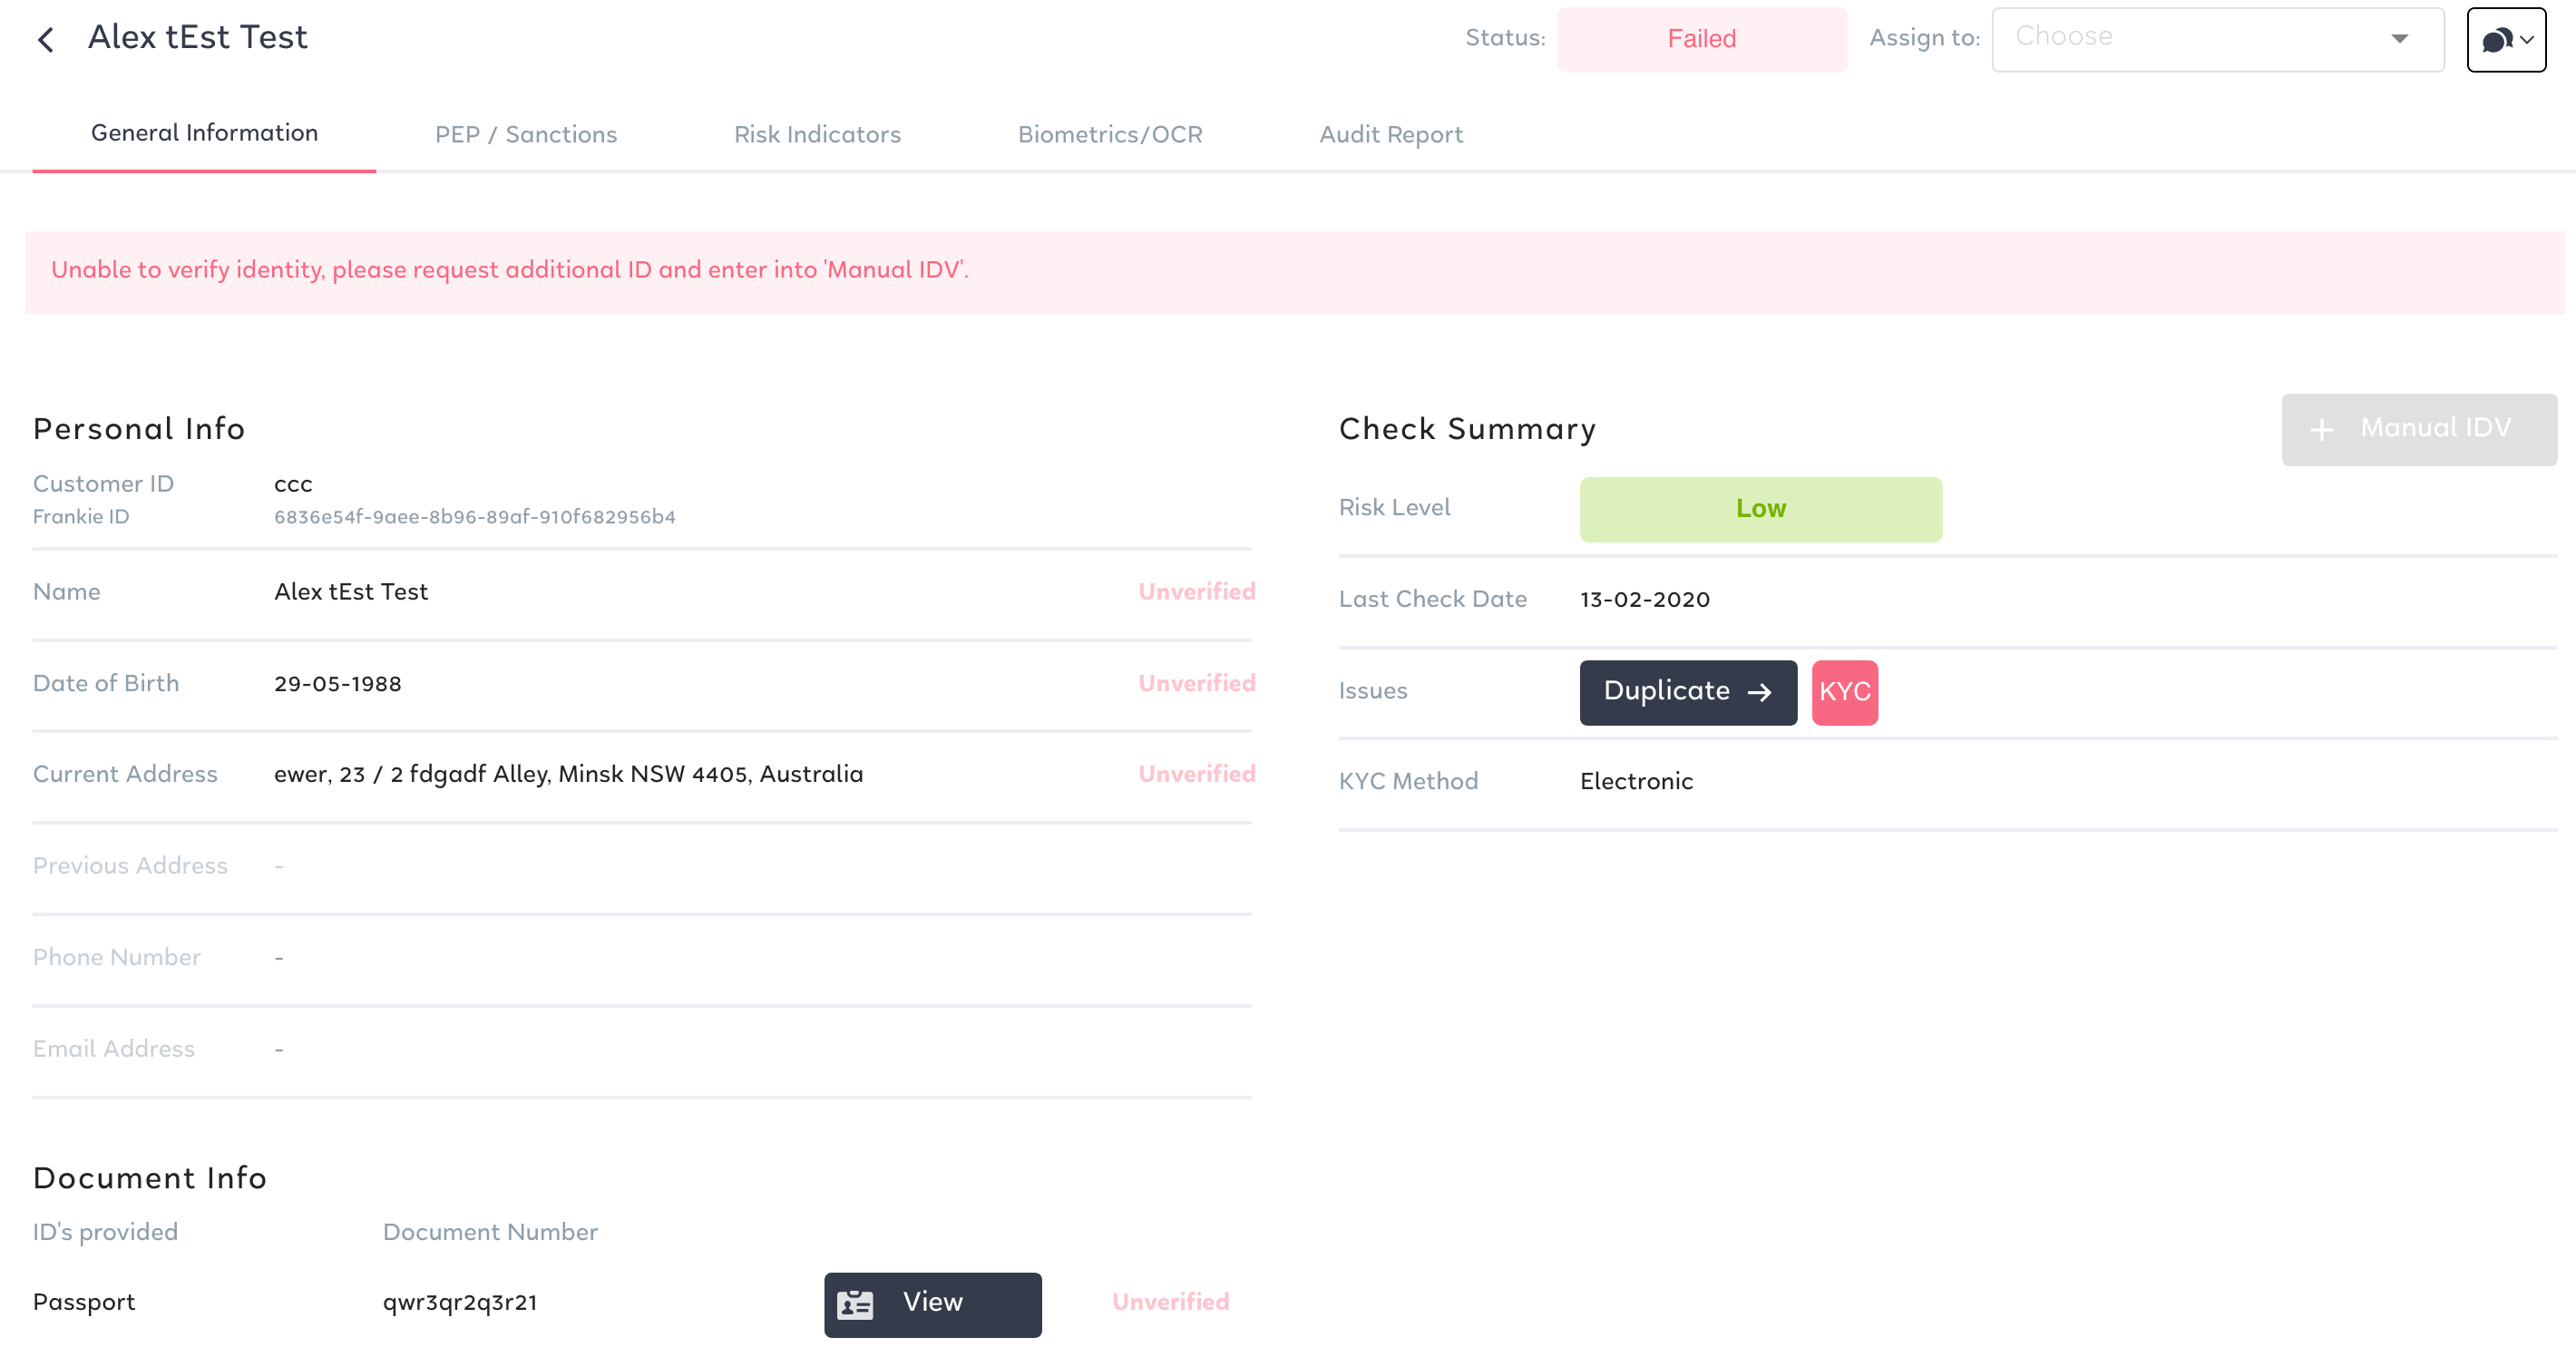 Alex tEst Test
Status: Failed Assign to: Choose
General Information PEP / Sanctions Risk Indicators Biometrics/OCR Audit Report
Unable to verify identity, please request additional ID and enter into 'Manual IDV'.
Personal Info
Customer ID ccc
Frankie ID 6836e54f-9aee-8b96-89af-910f682956b4
Name Alex tEst Test Unverified
Date of Birth 29-05-1988 Unverified
Current Address ewer, 23 / 2 fdgadf Alley, Minsk NSW 4405, Australia Unverified
Previous Address -
Phone Number -
Email Address -
Check Summary + Manual IDV
Risk Level Low
Last Check Date 13-02-2020
Issues Duplicate → KYC
KYC Method Electronic
Document Info
ID's provided Document Number
Passport qwr3qr2q3r21 View Unverified